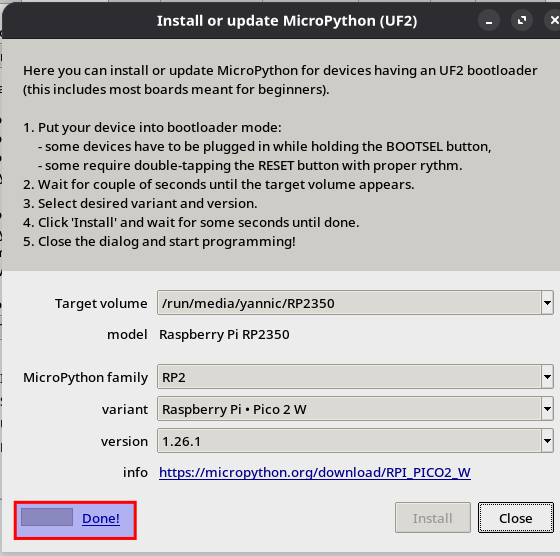 Install or update MicroPython (UF2)
Here you can install or update MicroPython for devices having an UF2 bootloader
(this includes most boards meant for beginners).
1. Put your device into bootloader mode:
- some devices have to be plugged in while holding the BOOTSEL button,
- some require double-tapping the RESET button with proper rythm.
2. Wait for couple of seconds until the target volume appears.
3. Select desired variant and version.
4. Click 'Install' and wait for some seconds until done.
5. Close the dialog and start programming!
Target volume /run/media/yannic/RP2350
model Raspberry Pi RP2350
MicroPython family RP2
variant Raspberry Pi • Pico 2 W
version 1.26.1
info https://micropython.org/download/RPI_PICO2_W
Done! Install Close